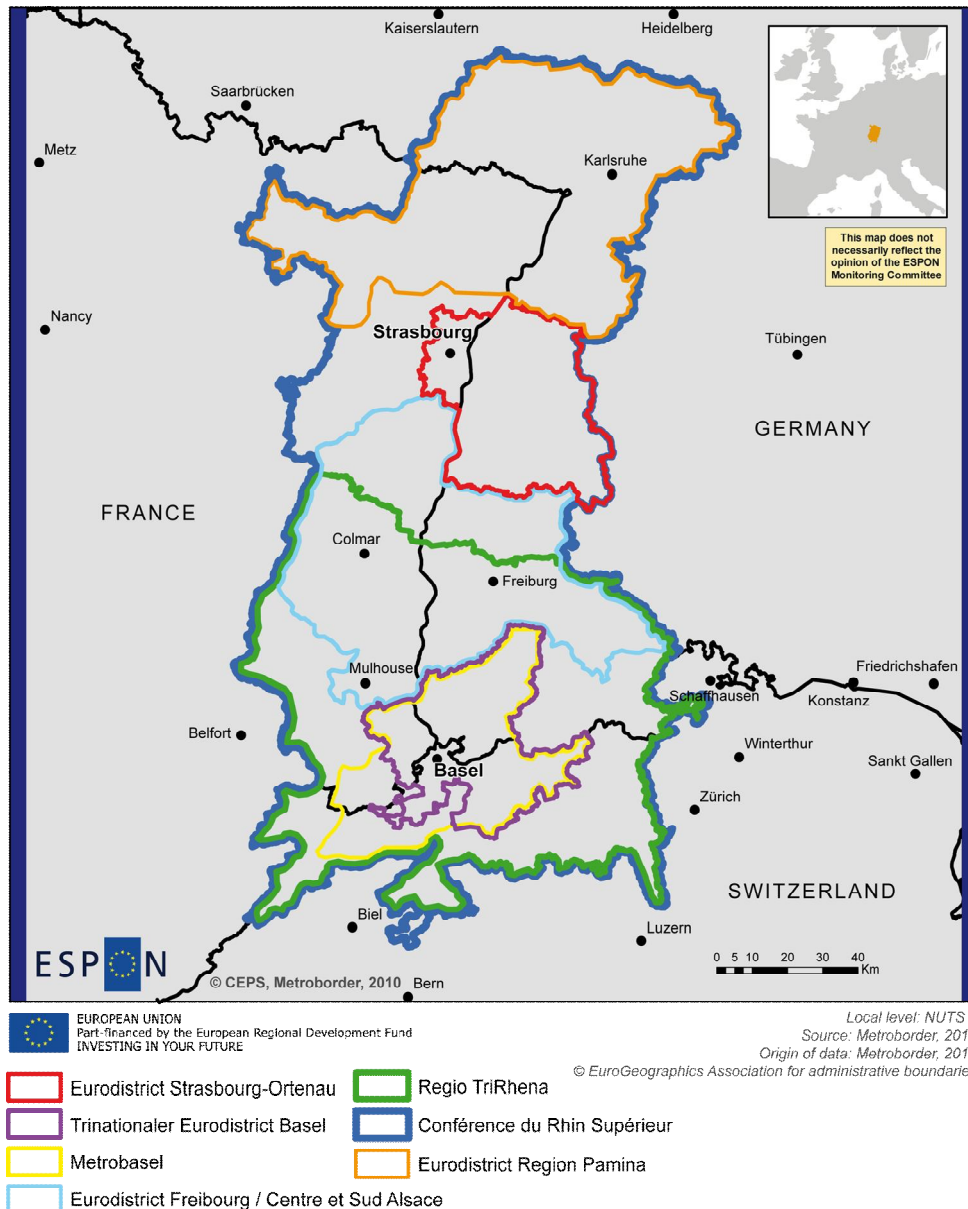 Kaiserslautern
Heidelberg
Saarbrücken
Metz
Karlsruhe
This map does not
necessarily reflect the
opinion of the ESPON
Monitoring Committee
Nancy
Strasbourg
Tübingen
GERMANY
FRANCE
Colmar
Freiburg
Mulhouse
Schaffhausen
Konstanz
Friedrichshafen
Belfort
Basel
Winterthur
Sankt Gallen
Zürich
SWITZERLAND
Biel
Luzern
ESPON
© CEPS, Metroborder, 2010
Bern
0 5 10 20 30 40
Km
EUROPEAN UNION
Part-financed by the European Regional Development Fund
INVESTING IN YOUR FUTURE
Local level: NUTS
Source: Metroborder, 201
Origin of data: Metroborder, 201
© EuroGeographics Association for administrative boundarie
Eurodistrict Strasbourg-Ortenau
Trinationaler Eurodistrict Basel
Metrobasel
Eurodistrict Freibourg / Centre et Sud Alsace
Regio TriRhena
Conférence du Rhin Supérieur
Eurodistrict Region Pamina